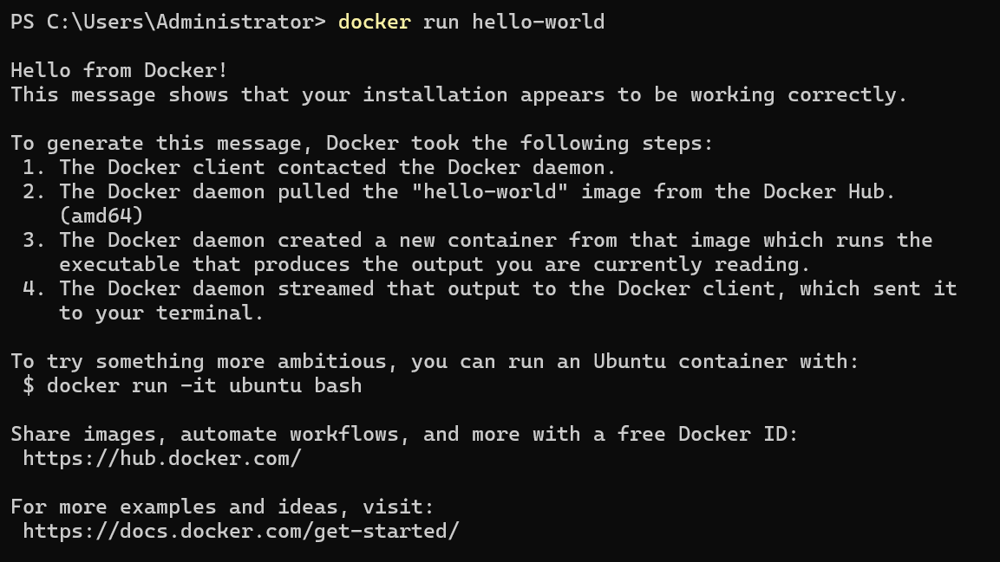 PS C:\Users\Administrator> docker run hello-world
Hello from Docker!
This message shows that your installation appears to be working correctly.
To generate this message, Docker took the following steps:
1. The Docker client contacted the Docker daemon.
2. The Docker daemon pulled the "hello-world" image from the Docker Hub.
(amd64)
3. The Docker daemon created a new container from that image which runs the
executable that produces the output you are currently reading.
4. The Docker daemon streamed that output to the Docker client, which sent it
to your terminal.
To try something more ambitious, you can run an Ubuntu container with:
$ docker run -it ubuntu bash
Share images, automate workflows, and more with a free Docker ID:
https://hub.docker.com/
For more examples and ideas, visit:
https://docs.docker.com/get-started/